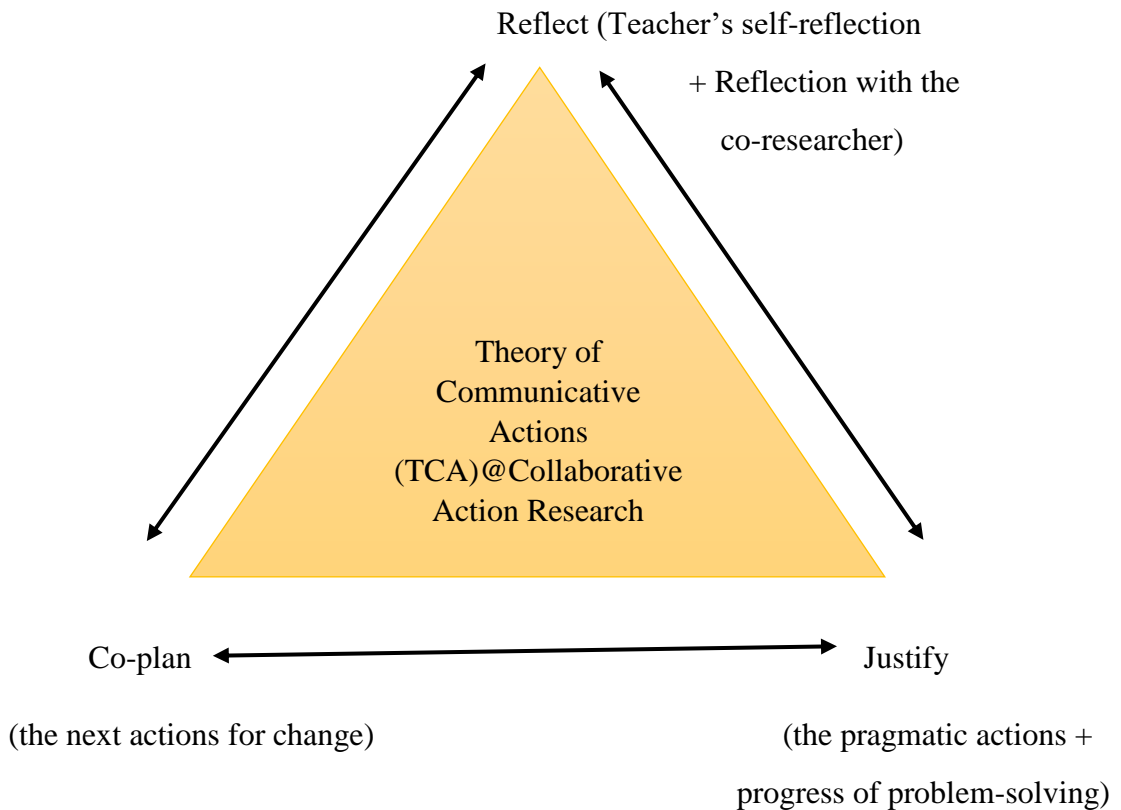 Reflect (Teacher’s self-reflection
+ Reflection with the
co-researcher)
Theory of
Communicative
Actions
(TCA)@Collaborative
Action Research
Co-plan
Justify
(the next actions for change)
(the pragmatic actions +
progress of problem-solving)